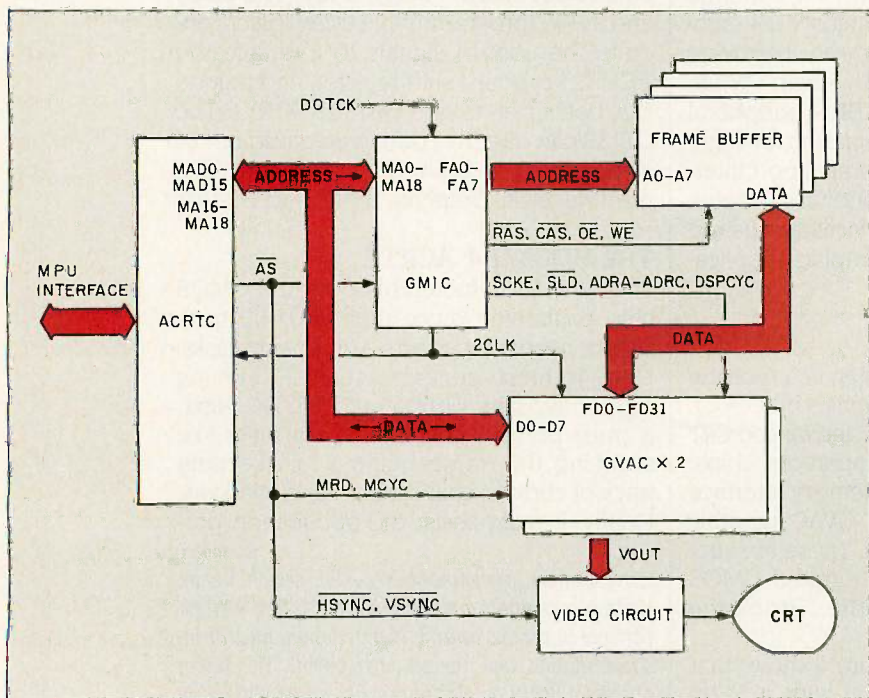 DOTCK
FRAME BUFFER
MAD0-
MAD15
MA16-
MA18
ADDRESS
MA0-
MA18
FA0-
FA7
ADDRESS
A0-A7
DATA
RAS, CAS, OE, WE
AS
GMIC
SCKE, SLD, ADRA-ADRC, DSPCYC
MPU
INTERFACE
ACRTC
2CLK
DATA
FD0-FD31
DATA
D0-D7
GVAC × 2
MRD, MCYC
VOUT
HSYNC, VSYNC
VIDEO CIRCUIT
CRT